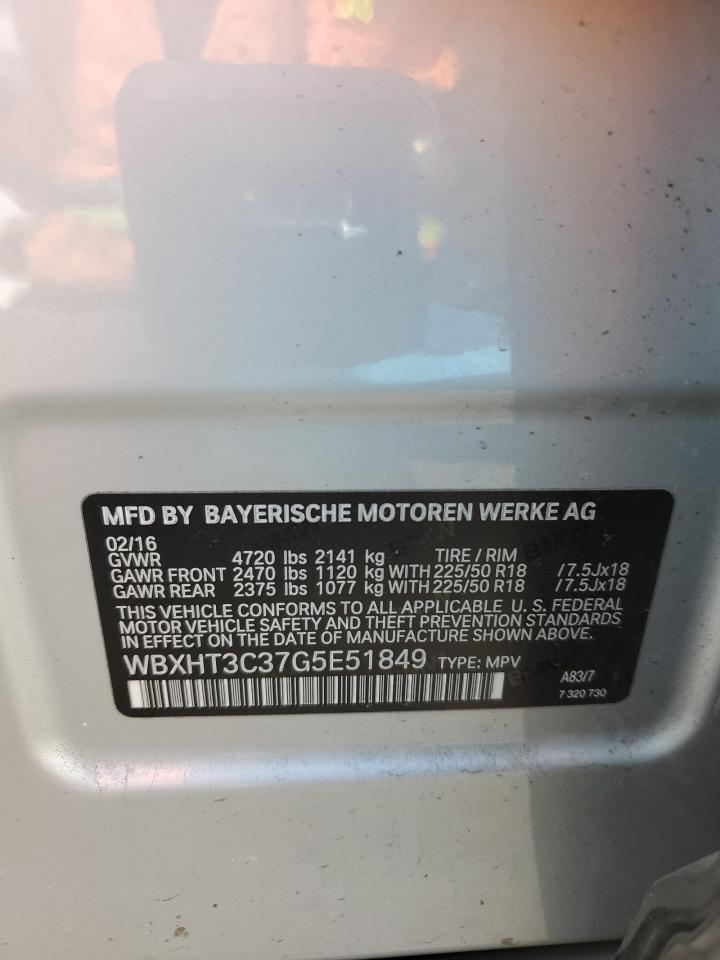 MFD BY BAYERISCHE MOTOREN WERKE AG
02/16
GVWR 4720 lbs 2141 kg TIRE / RIM
GAWR FRONT 2470 lbs 1120 kg WITH 225/50 R18 /7.5Jx18
GAWR REAR 2375 lbs 1077 kg WITH 225/50 R18 /7.5Jx18
THIS VEHICLE CONFORMS TO ALL APPLICABLE U. S. FEDERAL
MOTOR VEHICLE SAFETY AND THEFT PREVENTION STANDARDS
IN EFFECT ON THE DATE OF MANUFACTURE SHOWN ABOVE.
WBXHT3C37G5E51849 TYPE: MPV
A83/7
7 320 730